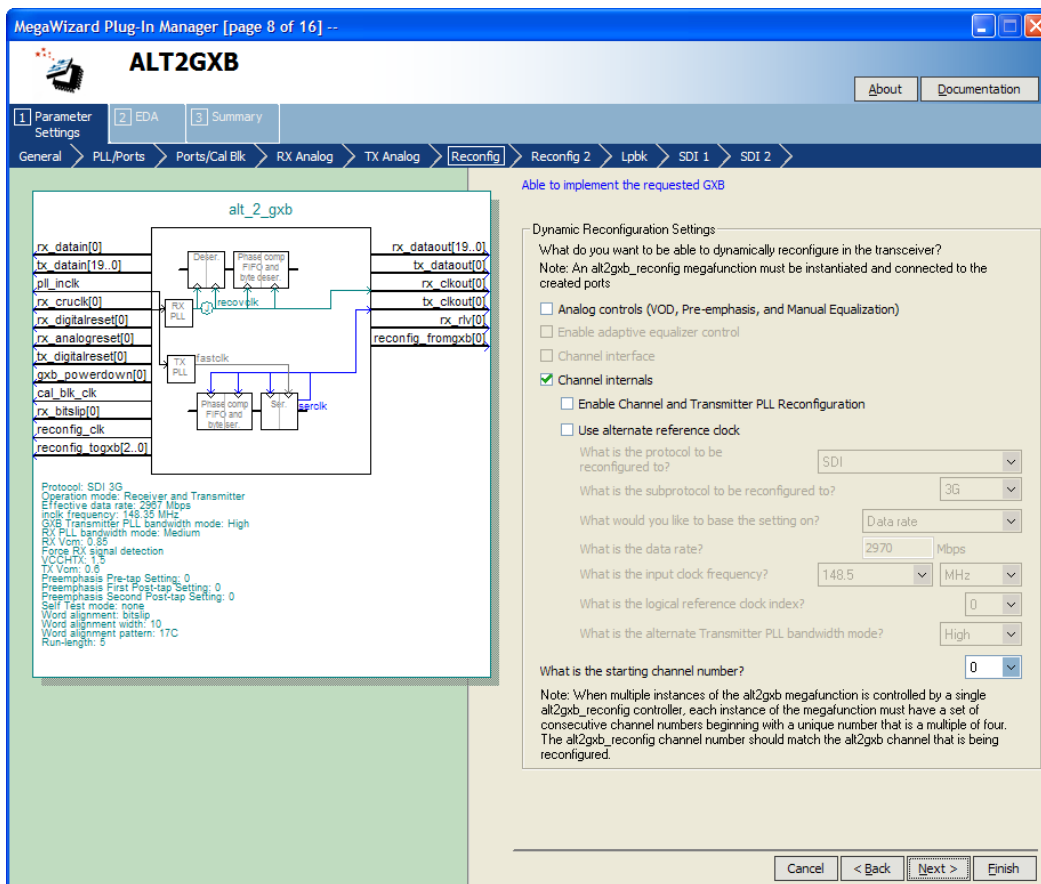 MegaWizard Plug-In Manager [page 8 of 16] --
ALT2GXB
About
Documentation
1 Parameter Settings
2 EDA
3 Summary
General
PLL/Ports
Ports/Cal Blk
RX Analog
TX Analog
Reconfig
Reconfig 2
Lpbk
SDI 1
SDI 2
alt_2_gxb
rx_datain[0]
tx_datain[19..0]
pll_inclk
rx_cruclk[0]
rx_digitalreset[0]
rx_analogreset[0]
tx_digitalreset[0]
gxb_powerdown[0]
cal_blk_clk
rx_bitslip[0]
reconfig_clk
reconfig_togxb[2..0]
Deser.
Phase comp
FIFO and
byte deser.
RX
PLL
recovclk
TX
PLL
fastclk
Phase comp
FIFO and
byte ser.
Ser.
serclk
rx_dataout[19..0]
tx_dataout[0]
rx_clkout[0]
tx_clkout[0]
rx_rlv[0]
reconfig_fromgxb[0]
Protocol: SDI 3G
Operation mode: Receiver and Transmitter
Effective data rate: 2967 Mbps
inclk frequency: 148.35 MHz
GXB Transmitter PLL bandwidth mode: High
RX PLL bandwidth mode: Medium
RX Vcm: 0.85
Force RX signal detection
VCCHTX: 1.5
TX Vcm: 0.6
Preemphasis Pre-tap Setting: 0
Preemphasis First Post-tap Setting: 0
Preemphasis Second Post-tap Setting: 0
Self Test mode: none
Word alignment: bitslip
Word alignment width: 10
Word alignment pattern: 17C
Run-length: 5
Able to implement the requested GXB
Dynamic Reconfiguration Settings
What do you want to be able to dynamically reconfigure in the transceiver?
Note: An alt2gxb_reconfig megafunction must be instantiated and connected to the
created ports
Analog controls (VOD, Pre-emphasis, and Manual Equalization)
Enable adaptive equalizer control
Channel interface
Channel internals
Enable Channel and Transmitter PLL Reconfiguration
Use alternate reference clock
What is the protocol to be
reconfigured to?
SDI
What is the subprotocol to be reconfigured to?
3G
What would you like to base the setting on?
Data rate
What is the data rate?
2970
Mbps
What is the input clock frequency?
148.5
MHz
What is the logical reference clock index?
0
What is the alternate Transmitter PLL bandwidth mode?
High
What is the starting channel number?
0
Note: When multiple instances of the alt2gxb megafunction is controlled by a single
alt2gxb_reconfig controller, each instance of the megafunction must have a set of
consecutive channel numbers beginning with a unique number that is a multiple of four.
The alt2gxb_reconfig channel number should match the alt2gxb channel that is being
reconfigured.
Cancel
< Back
Next >
Finish